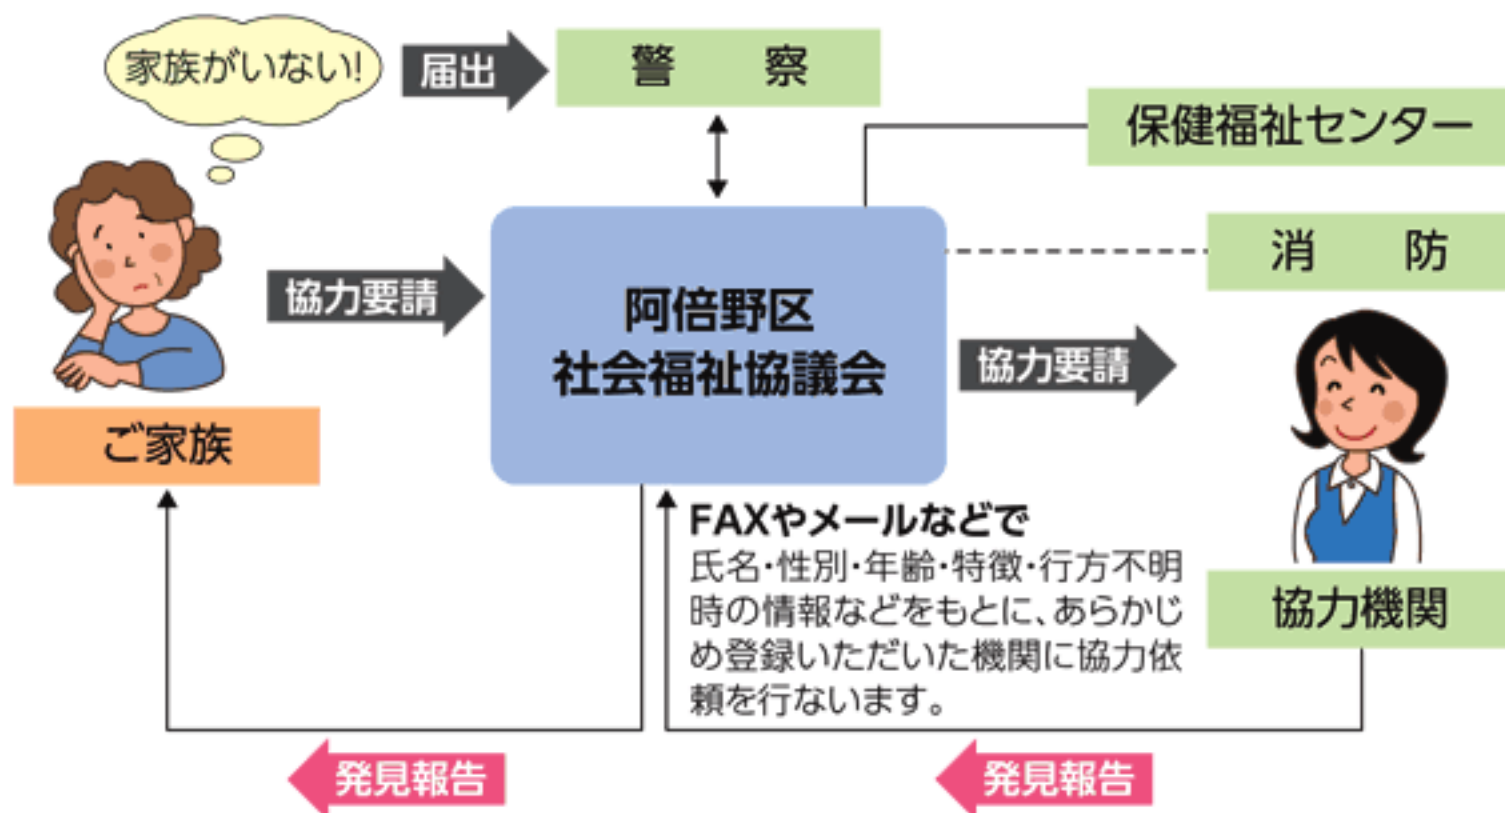 家族がいない!
届出
警　察
保健福祉センター
消　防
協力要請
阿倍野区
社会福祉協議会
協力要請
ご家族
FAXやメールなどで
氏名・性別・年齢・特徴・行方不明
時の情報などをもとに、あらかじ
め登録いただいた機関に協力依
頼を行ないます。
協力機関
発見報告
発見報告